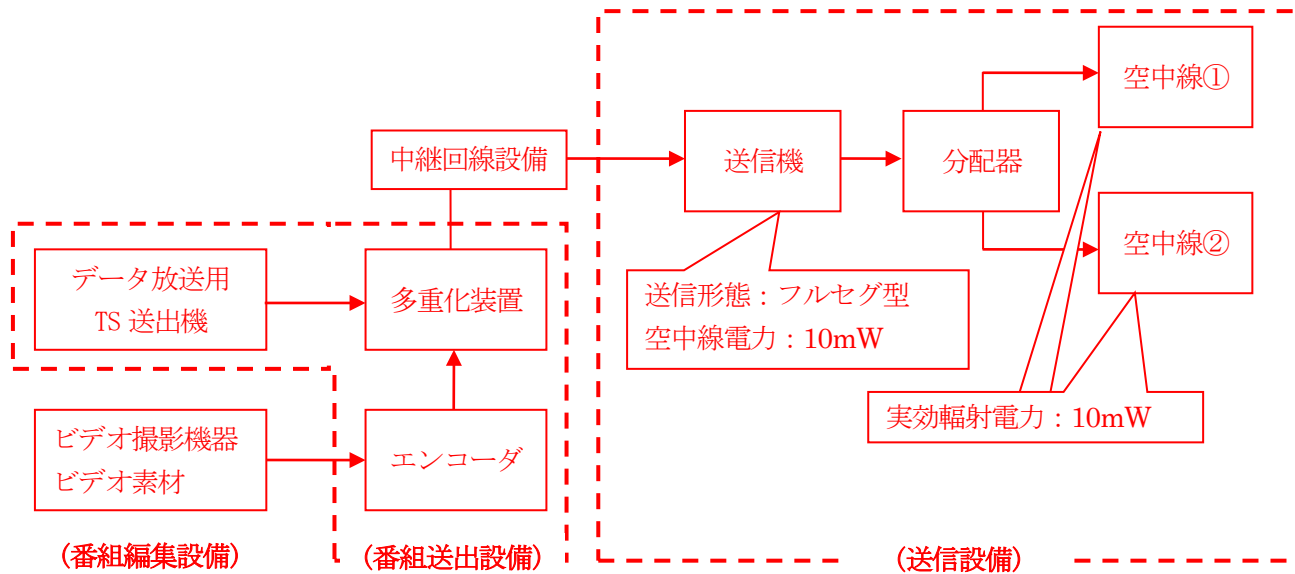 空中線①
中継回線設備
送信機
分配器
空中線②
データ放送用
TS 送出機
多重化装置
送信形態：フルセグ型
空中線電力：10mW
実効輻射電力：10mW
ビデオ撮影機器
ビデオ素材
エンコーダ
（番組編集設備）
（番組送出設備）
（送信設備）